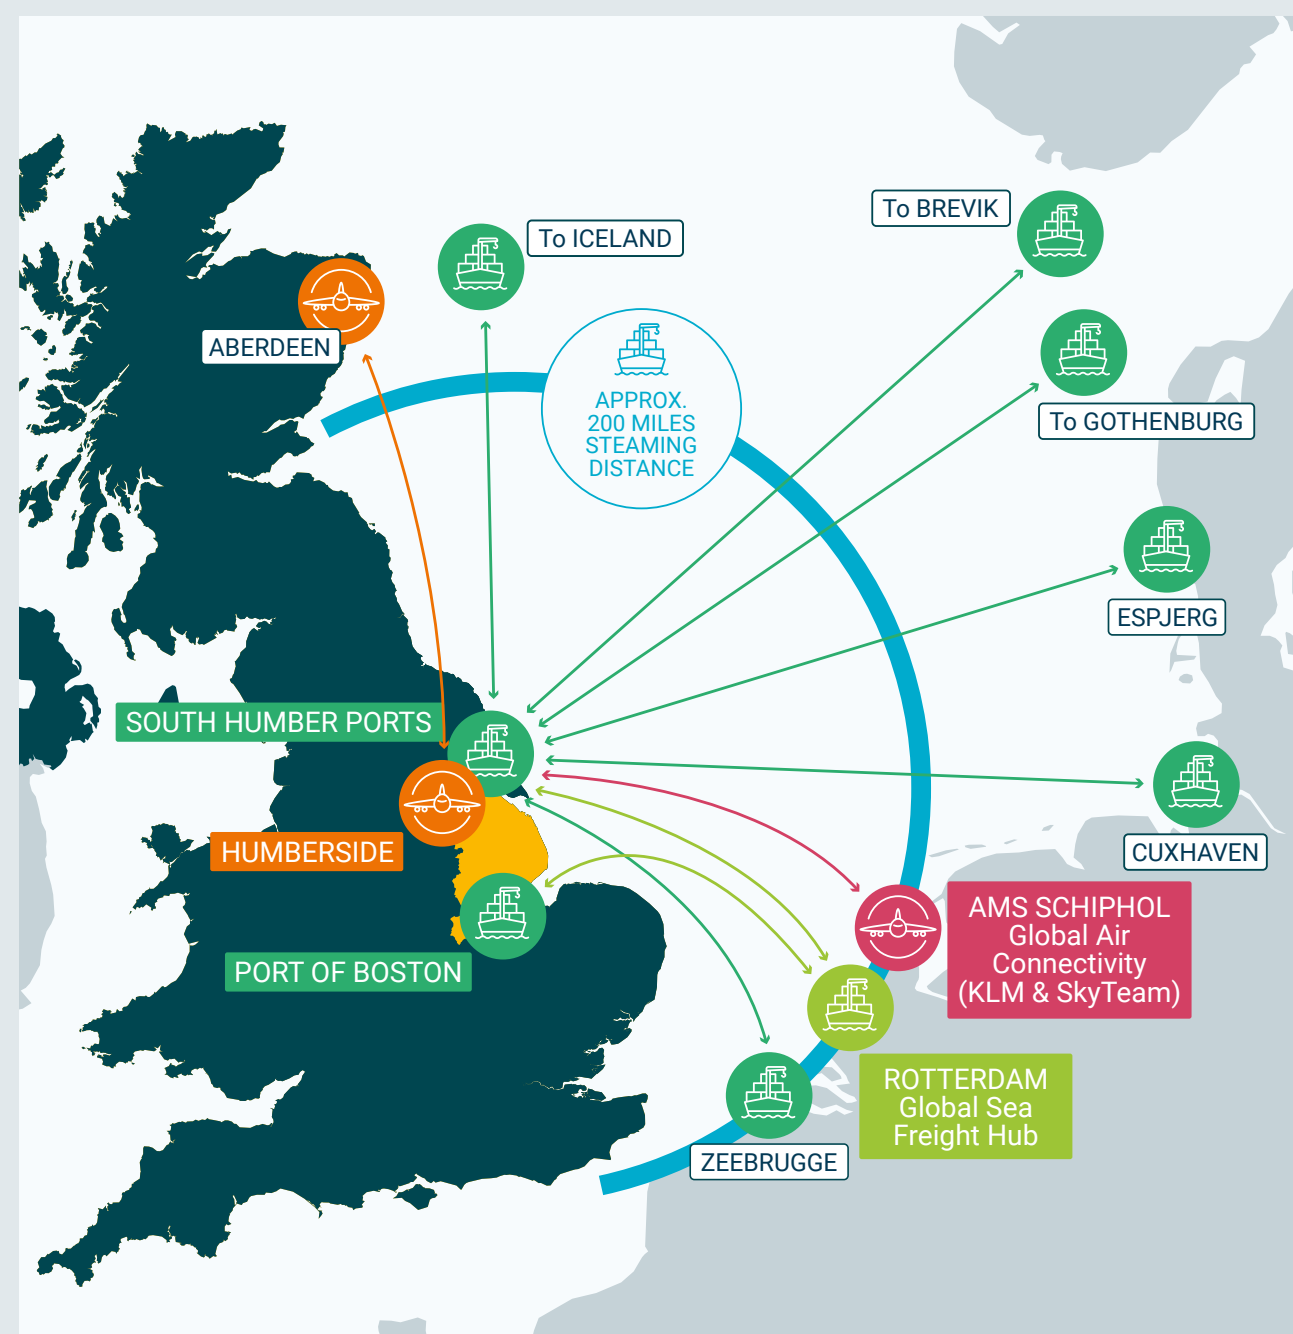 To BREVIK
To ICELAND
ABERDEEN
APPROX.
200 MILES
STEAMING
DISTANCE
To GOTHENBURG
ESPJERG
SOUTH HUMBER PORTS
HUMBERSIDE
CUXHAVEN
AMS SCHIPHOL
Global Air
Connectivity
(KLM & SkyTeam)
PORT OF BOSTON
ROTTERDAM
Global Sea
Freight Hub
ZEEBRUGGE